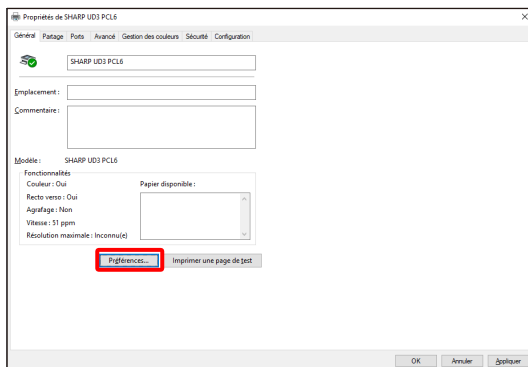 Propriétés de SHARP UD3 PCL6
Général Partage Ports Avancé Gestion des couleurs Sécurité Configuration
SHARP UD3 PCL6
Emplacement :
Commentaire :
Modèle : SHARP UD3 PCL6
Fonctionnalités
Couleur : Oui Papier disponible :
Recto verso : Oui
Agrafage : Non
Vitesse : 51 ppm
Résolution maximale : Inconnu(e)
Préférences... Imprimer une page de test
OK Annuler Appliquer